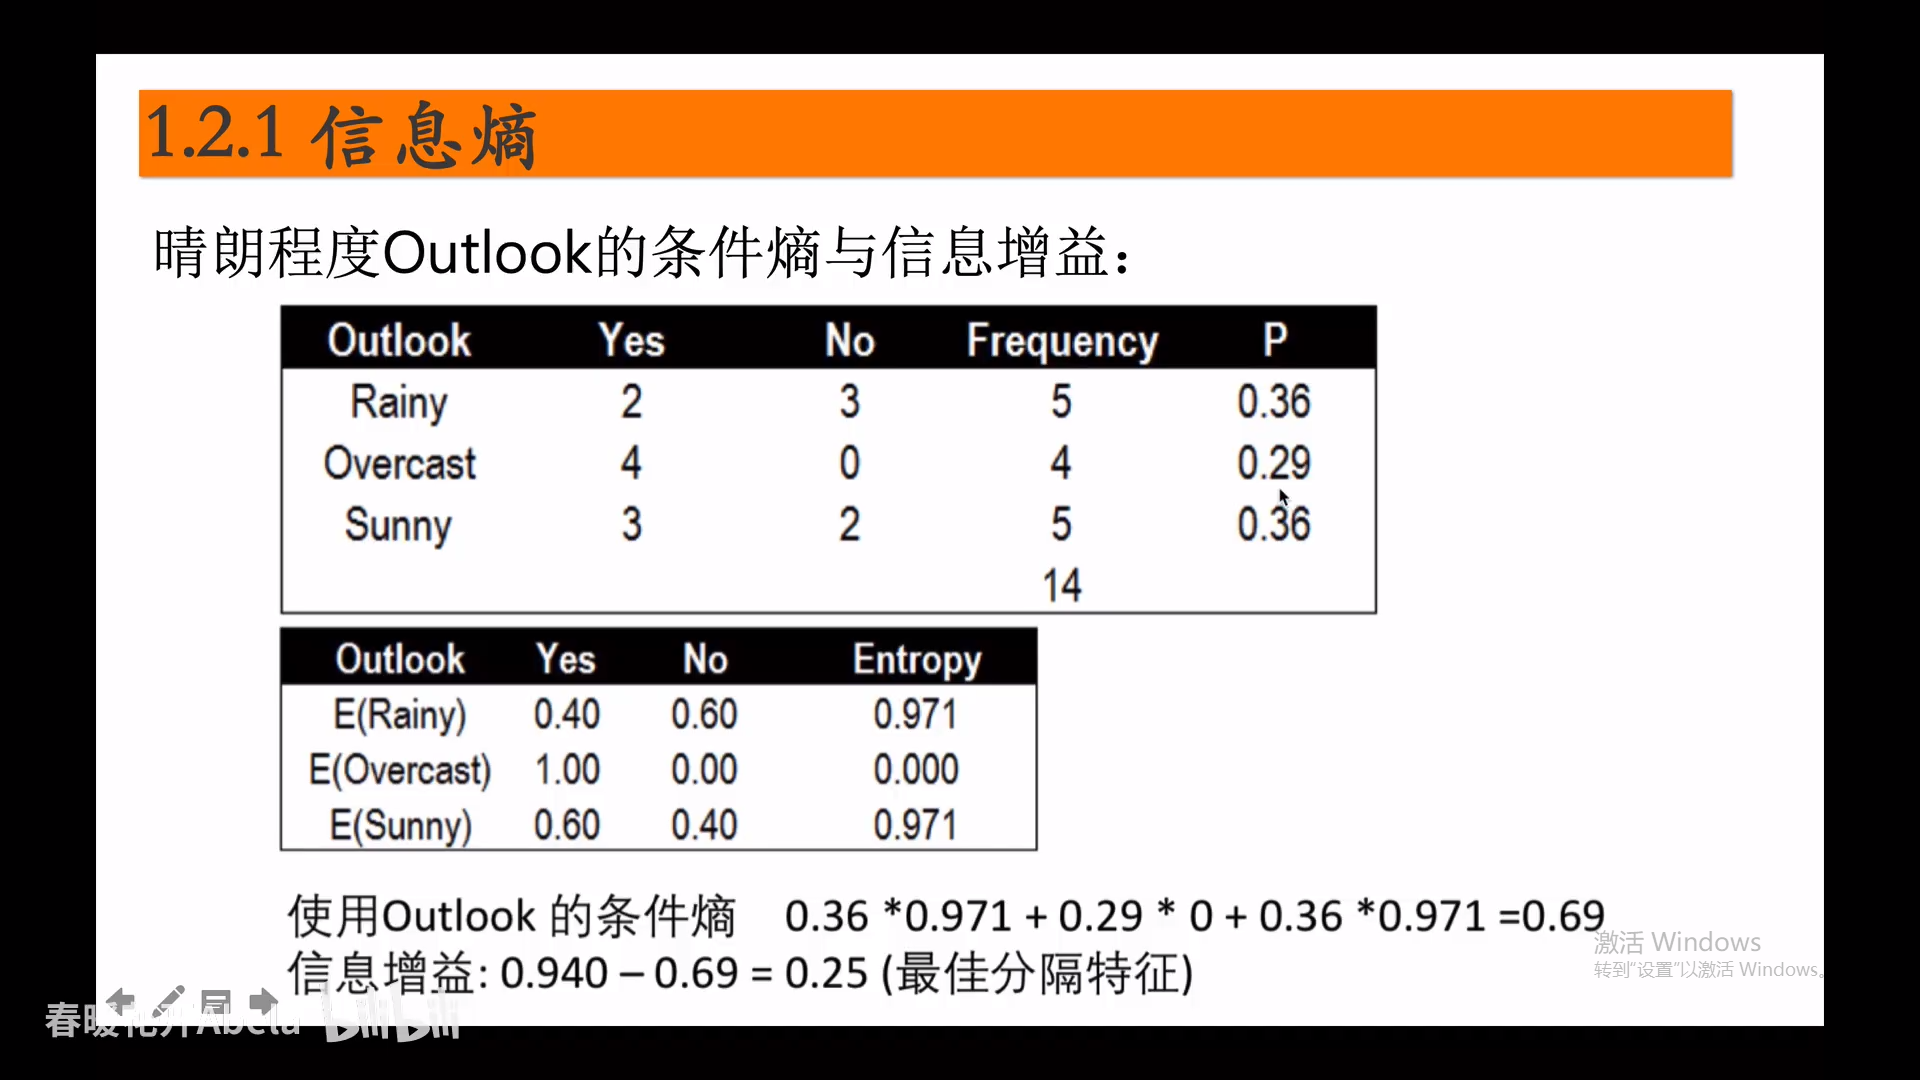 1.2.1 信息熵
晴朗程度Outlook的条件熵与信息增益：
Outlook Yes No Frequency P
Rainy 2 3 5 0.36
Overcast 4 0 4 0.29
Sunny 3 2 5 0.36
14
Outlook Yes No Entropy
E(Rainy) 0.40 0.60 0.971
E(Overcast) 1.00 0.00 0.000
E(Sunny) 0.60 0.40 0.971
使用Outlook 的条件熵 0.36 *0.971 + 0.29 * 0 + 0.36 *0.971 =0.69
信息增益: 0.940 – 0.69 = 0.25 (最佳分隔特征)
激活 Windows
转到“设置”以激活 Windows。
春暖花开Abela bilibili